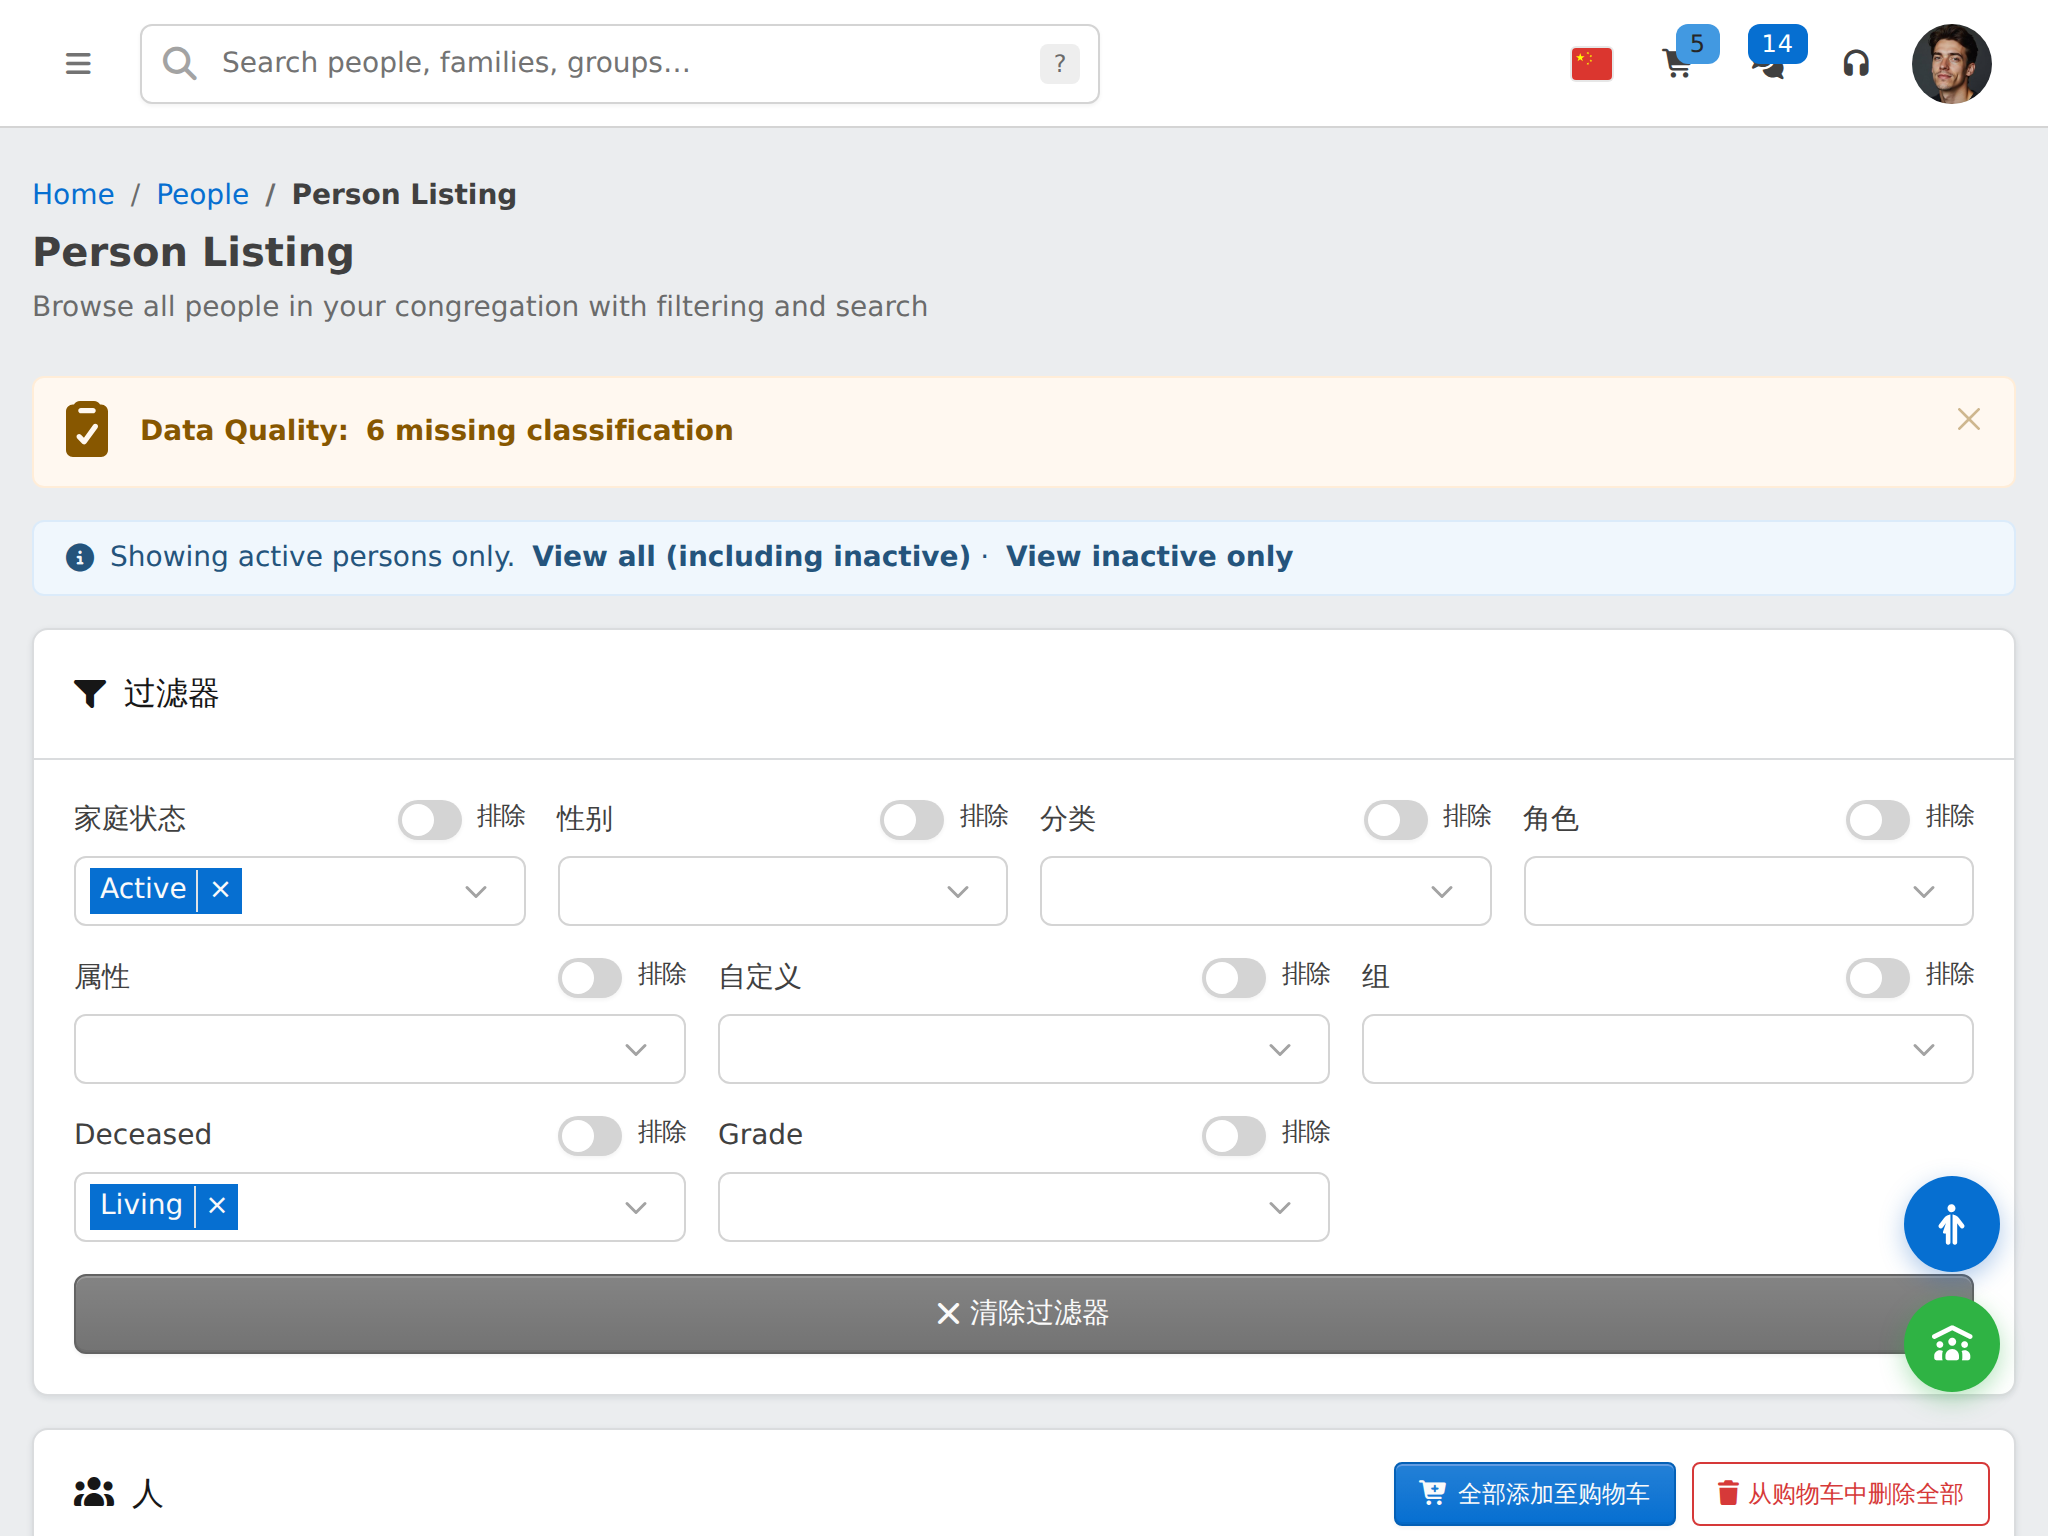 Search people, families, groups... ?
5
14
Home / People / Person Listing
Person Listing
Browse all people in your congregation with filtering and search
Data Quality: 6 missing classification
Showing active persons only. View all (including inactive) · View inactive only
过滤器
家庭状态 排除 性别 排除 分类 排除 角色 排除
Active ×
属性 排除 自定义 排除 组 排除
Deceased 排除 Grade 排除
Living ×
清除过滤器
人 全部添加至购物车 从购物车中删除全部